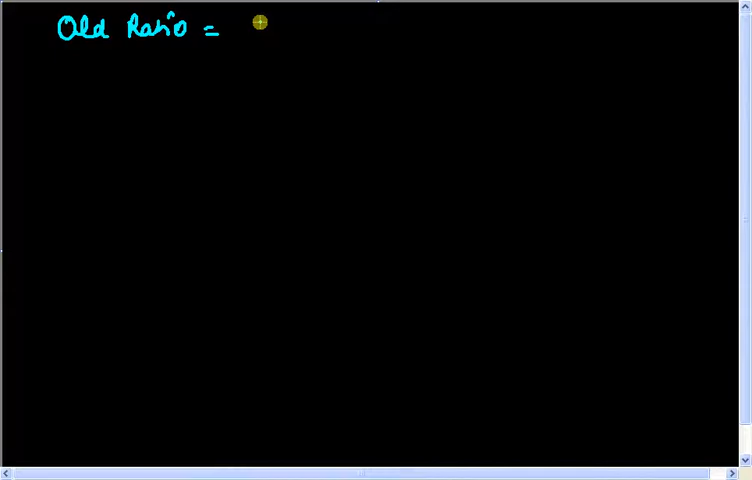 Old Ratio =